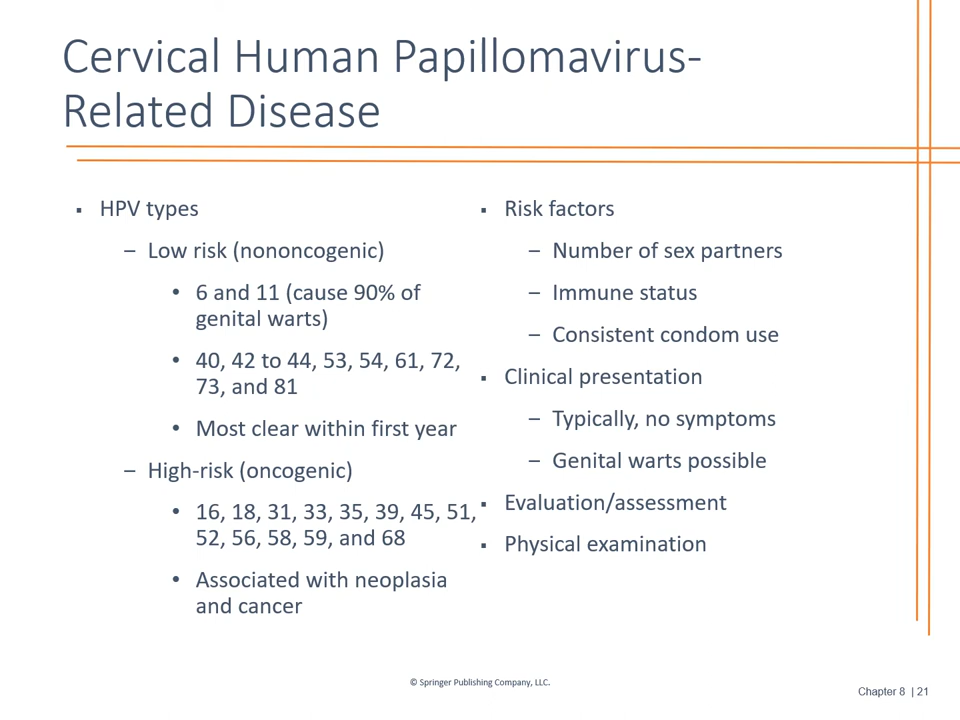 Cervical Human Papillomavirus-
Related Disease
▪ HPV types
– Low risk (nononcogenic)
• 6 and 11 (cause 90% of
genital warts)
• 40, 42 to 44, 53, 54, 61, 72,
73, and 81
• Most clear within first year
– High-risk (oncogenic)
• 16, 18, 31, 33, 35, 39, 45, 51,
52, 56, 58, 59, and 68
• Associated with neoplasia
and cancer
▪ Risk factors
– Number of sex partners
– Immune status
– Consistent condom use
▪ Clinical presentation
– Typically, no symptoms
– Genital warts possible
▪ Evaluation/assessment
▪ Physical examination
© Springer Publishing Company, LLC.
Chapter 8 | 21